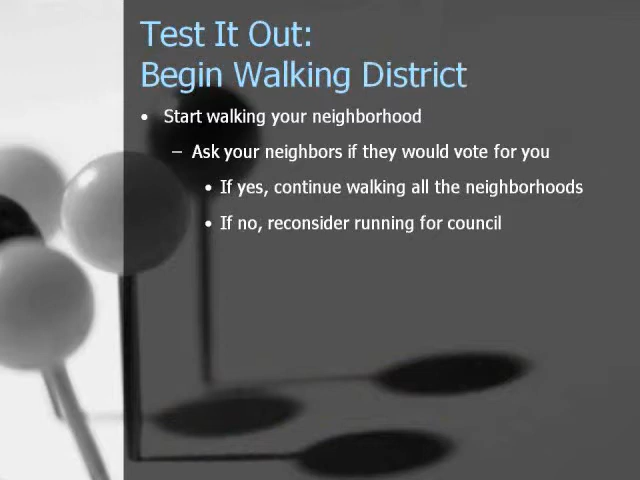 Test It Out:
Begin Walking District
• Start walking your neighborhood
– Ask your neighbors if they would vote for you
• If yes, continue walking all the neighborhoods
• If no, reconsider running for council